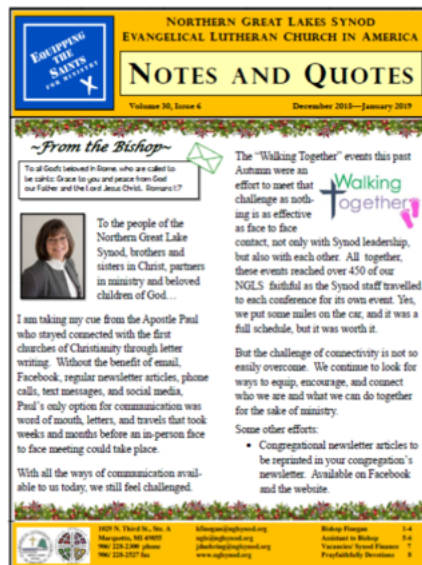 NORTHERN GREAT LAKES SYNOD
EVANGELICAL LUTHERAN CHURCH IN AMERICA
EQUIPPING
THE
SAINTS
FOR MINISTRY
NOTES AND QUOTES
Volume 30, Issue 6 December 2018—January 2019
~From the Bishop~
To all God's beloved in Rome, who are called to
be saints: Grace to you and peace from God
our Father and the Lord Jesus Christ. Romans 1:7
To the people of the
Northern Great Lake
Synod, brothers and
sisters in Christ, partners
in ministry and beloved
children of God…
I am taking my cue from the Apostle Paul
who stayed connected with the first
churches of Christianity through letter
writing.  Without the benefit of email,
Facebook, regular newsletter articles, phone
calls, text messages, and social media,
Paul's only option for communication was
word of mouth, letters, and travels that took
weeks and months before an in-person face
to face meeting could take place.
With all the ways of communication avail-
able to us today, we still feel challenged.
The "Walking Together" events this past
Autumn were an
effort to meet that
challenge as noth-
ing is as effective
as face to face
Walking
Together
contact, not only with Synod leadership,
but also with each other.  All together,
these events reached over 450 of our
NGLS faithful as the Synod staff travelled
to each conference for its own event. Yes,
we put some miles on the car, and it was a
full schedule, but it was worth it.
But the challenge of connectivity is not so
easily overcome.  We continue to look for
ways to equip, encourage, and connect
who we are and what we can do together
for the sake of ministry.
Some other efforts:
• Congregational newsletter articles to
be reprinted in your congregation's
newsletter.  Available on Facebook
and the website.
1029 N. Third St., Ste. A
Marquette, MI 49855
906/ 228-2300 phone
906/ 228-2527 fax
kfinegan@nglsynod.org
nglsynod@nglsynod.org
www.nglsynod.org
Bishop Finegan 1-4
Assistant to Bishop 5-6
Vacancies/ Synod Finance 7
Prayfaithfully Devotions 8